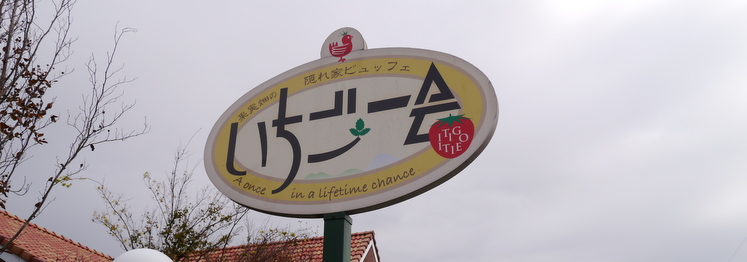 果実畑の 隠れ家ビュッフェ
いちご一会
ITIGO
ITIE
A once in a lifetime chance